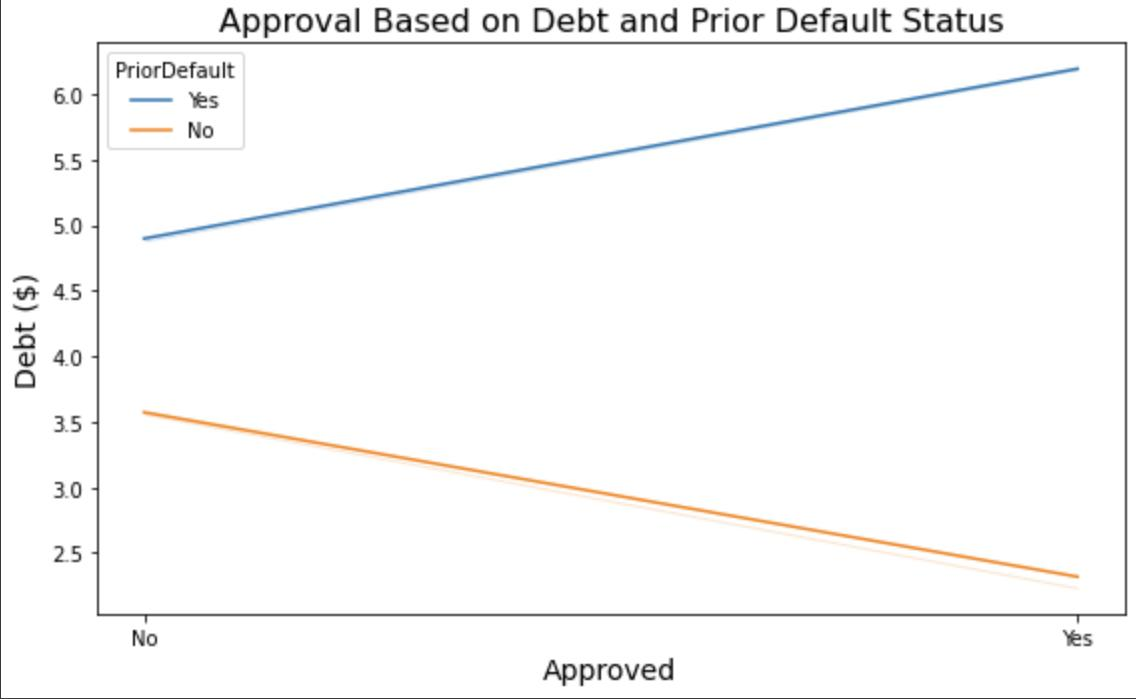 Approval Based on Debt and Prior Default Status
PriorDefault
Yes
No
6.0
5.5
5.0
4.5
4.0
3.5
3.0
2.5
Debt ($)
No
Yes
Approved